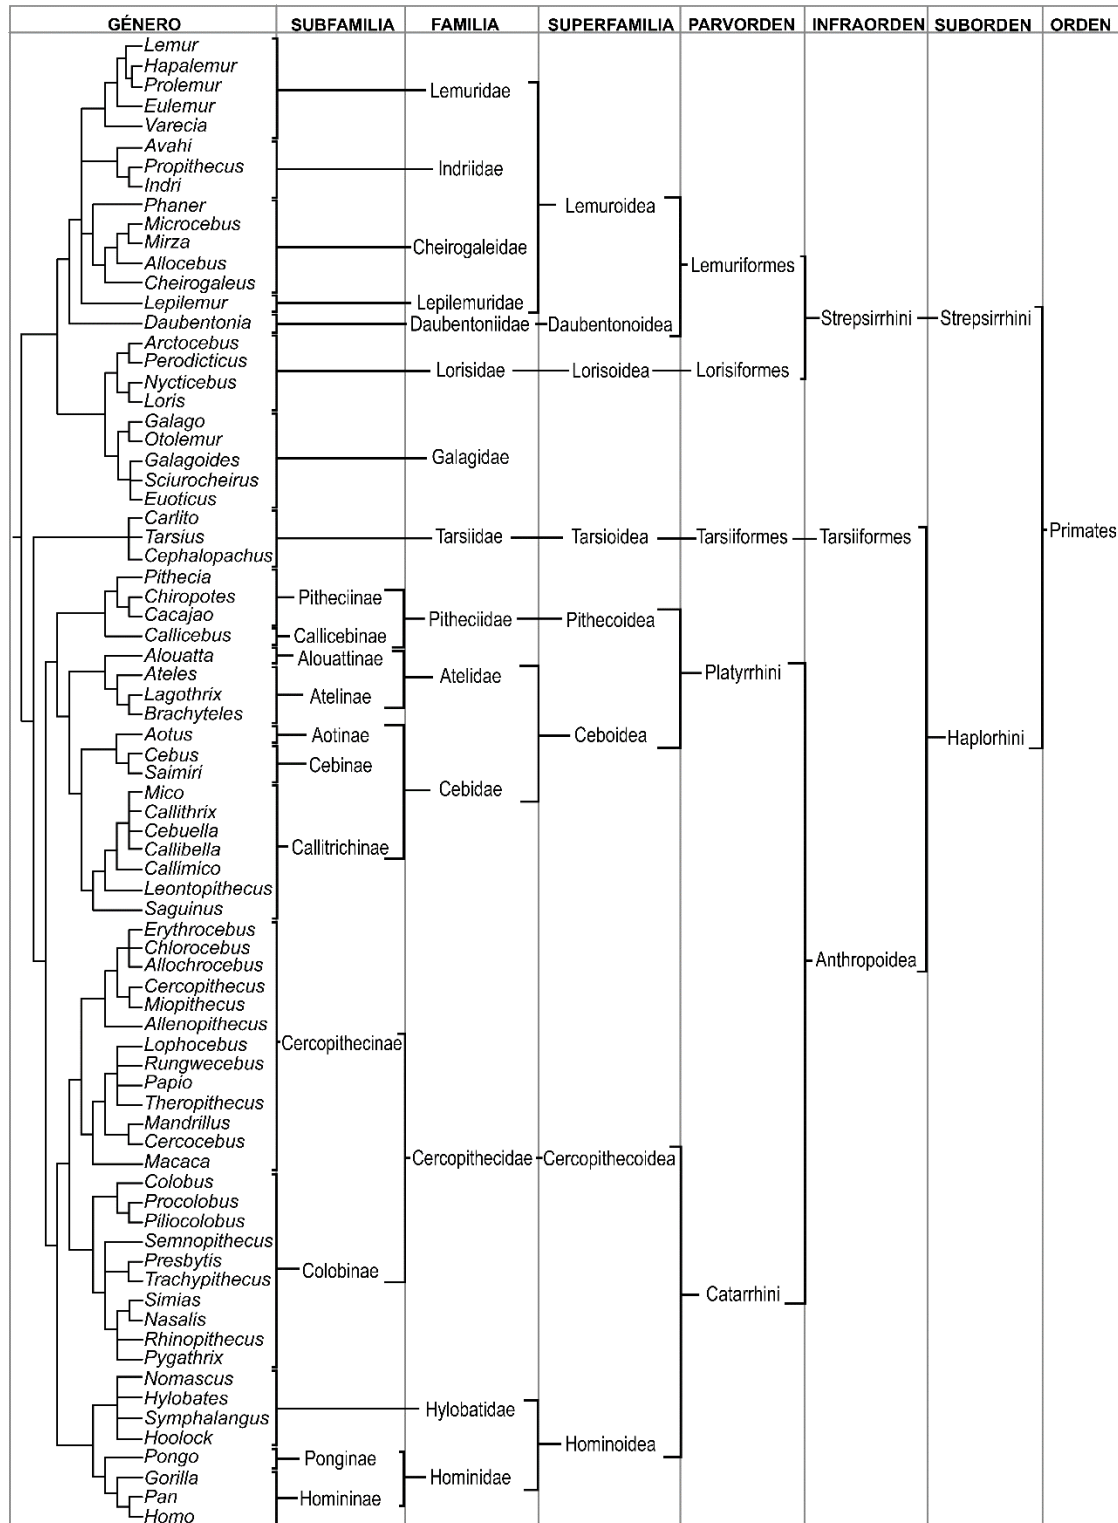 GÉNERO SUBFAMILIA FAMILIA SUPERFAMILIA PARVORDEN INFRAORDEN SUBORDEN ORDEN
Lemur
Hapalemur
Prolemur
Lemuridae
Eulemur
Varecia
Avahi
Propithecus
Indriidae
Indri
Phaner
Lemuroidea
Microcebus
Mirza
Cheirogaleidae
Allocebus
Lemuriformes
Cheirogaleus
Lepilemur
Lepilemuridae
Daubentonia
Daubentoniidae
Daubentonoidea
Strepsirrhini
Strepsirrhini
Arctocebus
Perodicticus
Lorisidae
Lorisoidea
Lorisiformes
Nycticebus
Loris
Galago
Otolemur
Galagoides
Galagidae
Sciurocheirus
Euoticus
Carlito
Tarsius
Tarsiidae
Tarsioidea
Tarsiiformes
Tarsiiformes
Primates
Cephalopachus
Pithecia
Chiropotes
Pitheciinae
Cacajao
Pitheciidae
Pithecoidea
Callicebus
Callicebinae
Alouatta
Alouattinae
Ateles
Atelidae
Platyrrhini
Lagothrix
Atelinae
Brachyteles
Aotus
Aotinae
Ceboidea
Haplorhini
Cebus
Cebinae
Saimiri
Mico
Cebidae
Callithrix
Cebuella
Callibella
Callitrichinae
Callimico
Leontopithecus
Saguinus
Erythrocebus
Chlorocebus
Allochrocebus
Anthropoidea
Cercopithecus
Miopithecus
Allenopithecus
Lophocebus
Cercopithecinae
Rungwecebus
Papio
Theropithecus
Mandrillus
Cercocebus
Macaca
Cercopithecidae
Cercopithecoidea
Colobus
Procolobus
Piliocolobus
Semnopithecus
Presbytis
Colobinae
Trachypithecus
Simias
Catarrhini
Nasalis
Rhinopithecus
Pygathrix
Nomascus
Hylobates
Hylobatidae
Symphalangus
Hoolock
Hominoidea
Pongo
Ponginae
Gorilla
Hominidae
Pan
Homininae
Homo